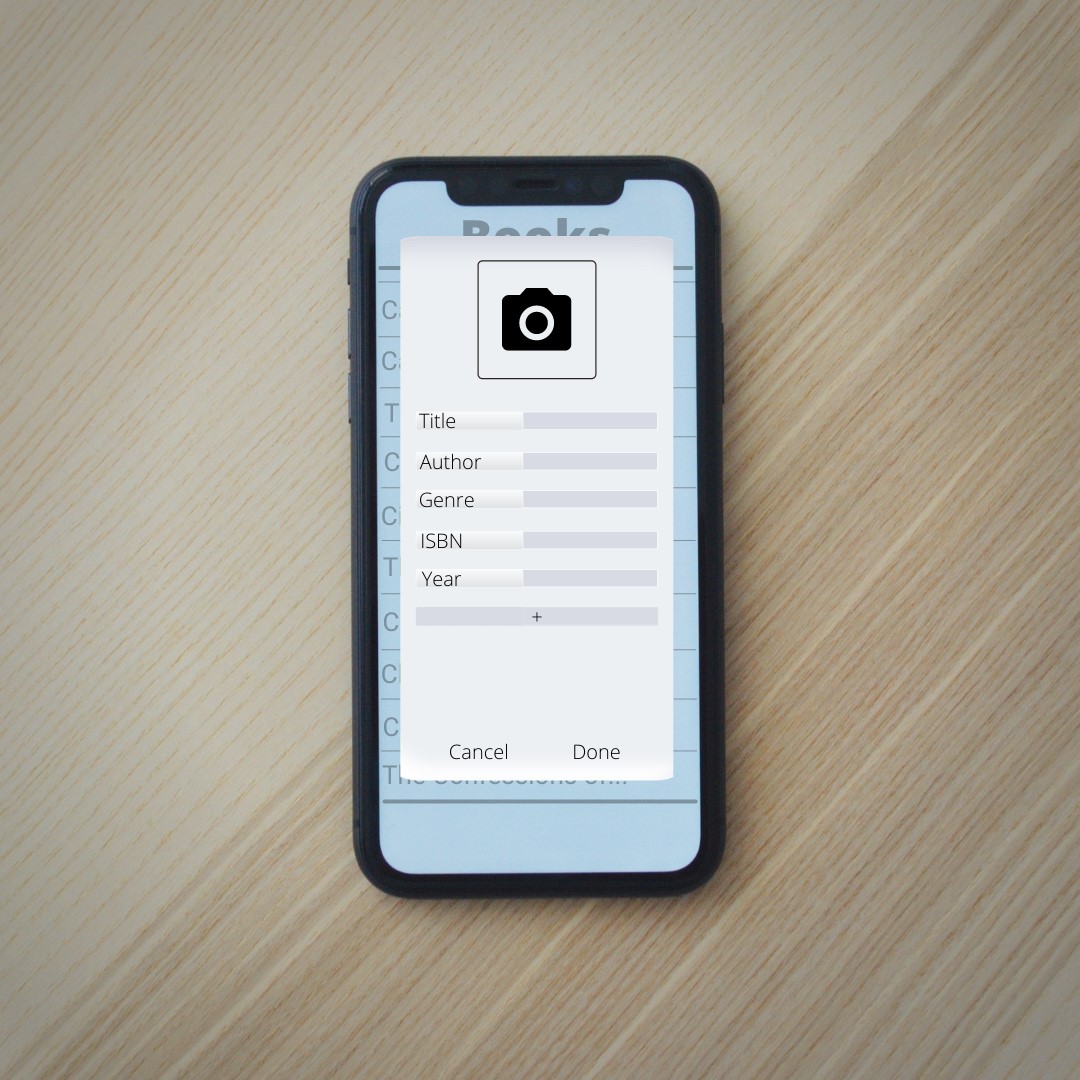 Books
Title
Author
Genre
ISBN
Year
+
Cancel Done
The Confessions of...